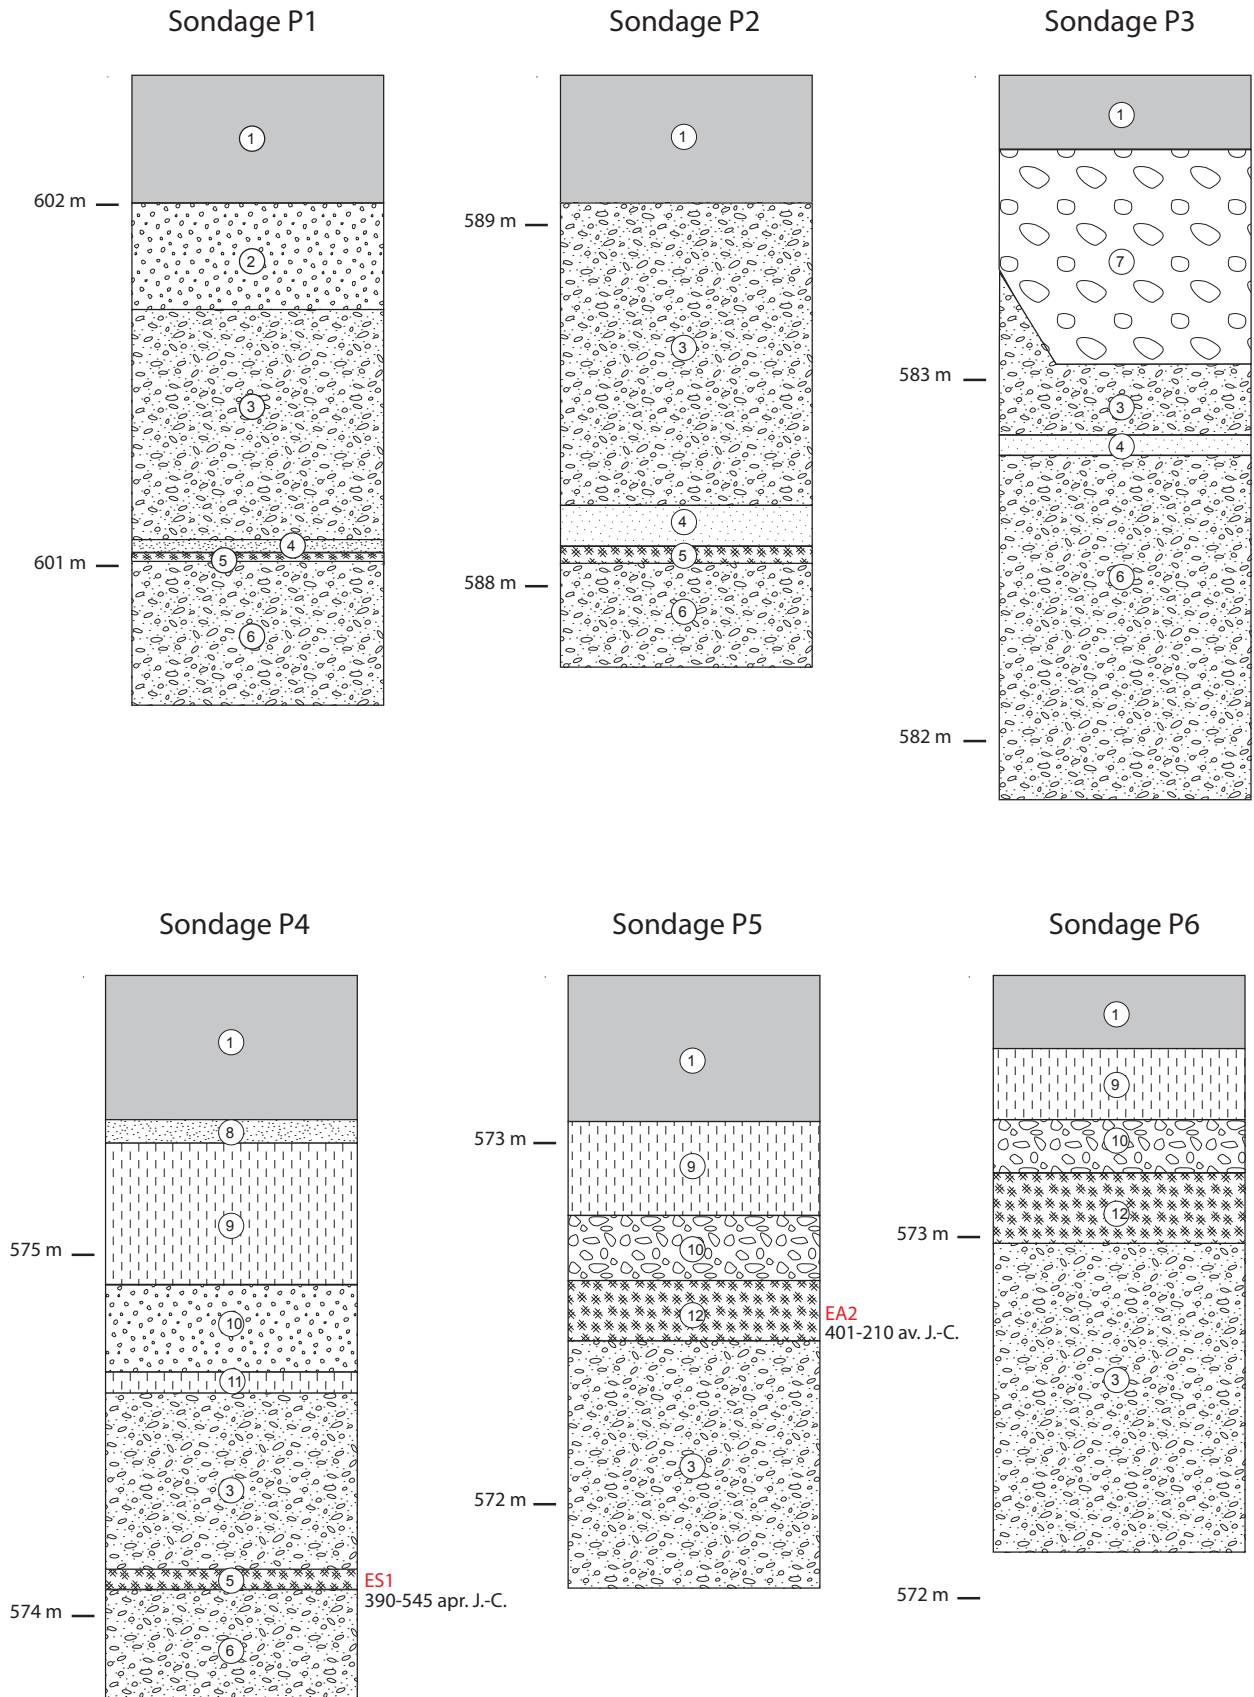 Sondage P1
602 m
601 m
1
2
3
4
5
6
Sondage P2
589 m
588 m
1
3
4
5
6
Sondage P3
583 m
582 m
1
7
3
4
6
Sondage P4
575 m
574 m
1
8
9
10
11
3
5
6
ES1
390-545 apr. J.-C.
Sondage P5
573 m
572 m
1
9
10
12
3
EA2
401-210 av. J.-C.
Sondage P6
573 m
572 m
1
9
10
12
3